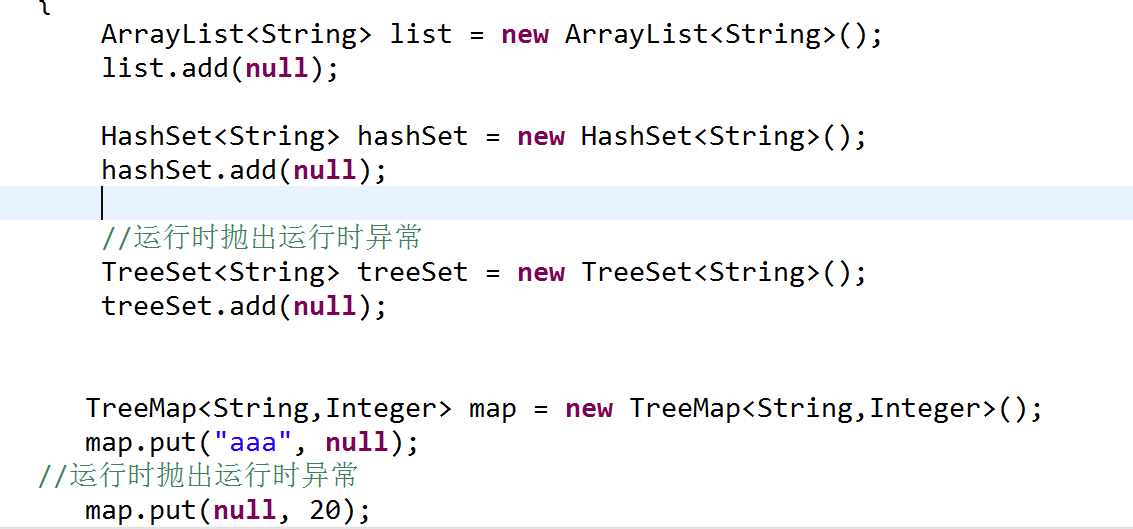 {
ArrayList<String> list = new ArrayList<String>();
list.add(null);
HashSet<String> hashSet = new HashSet<String>();
hashSet.add(null);
//运行时抛出运行时异常
TreeSet<String> treeSet = new TreeSet<String>();
treeSet.add(null);
TreeMap<String,Integer> map = new TreeMap<String,Integer>();
map.put("aaa", null);
//运行时抛出运行时异常
map.put(null, 20);